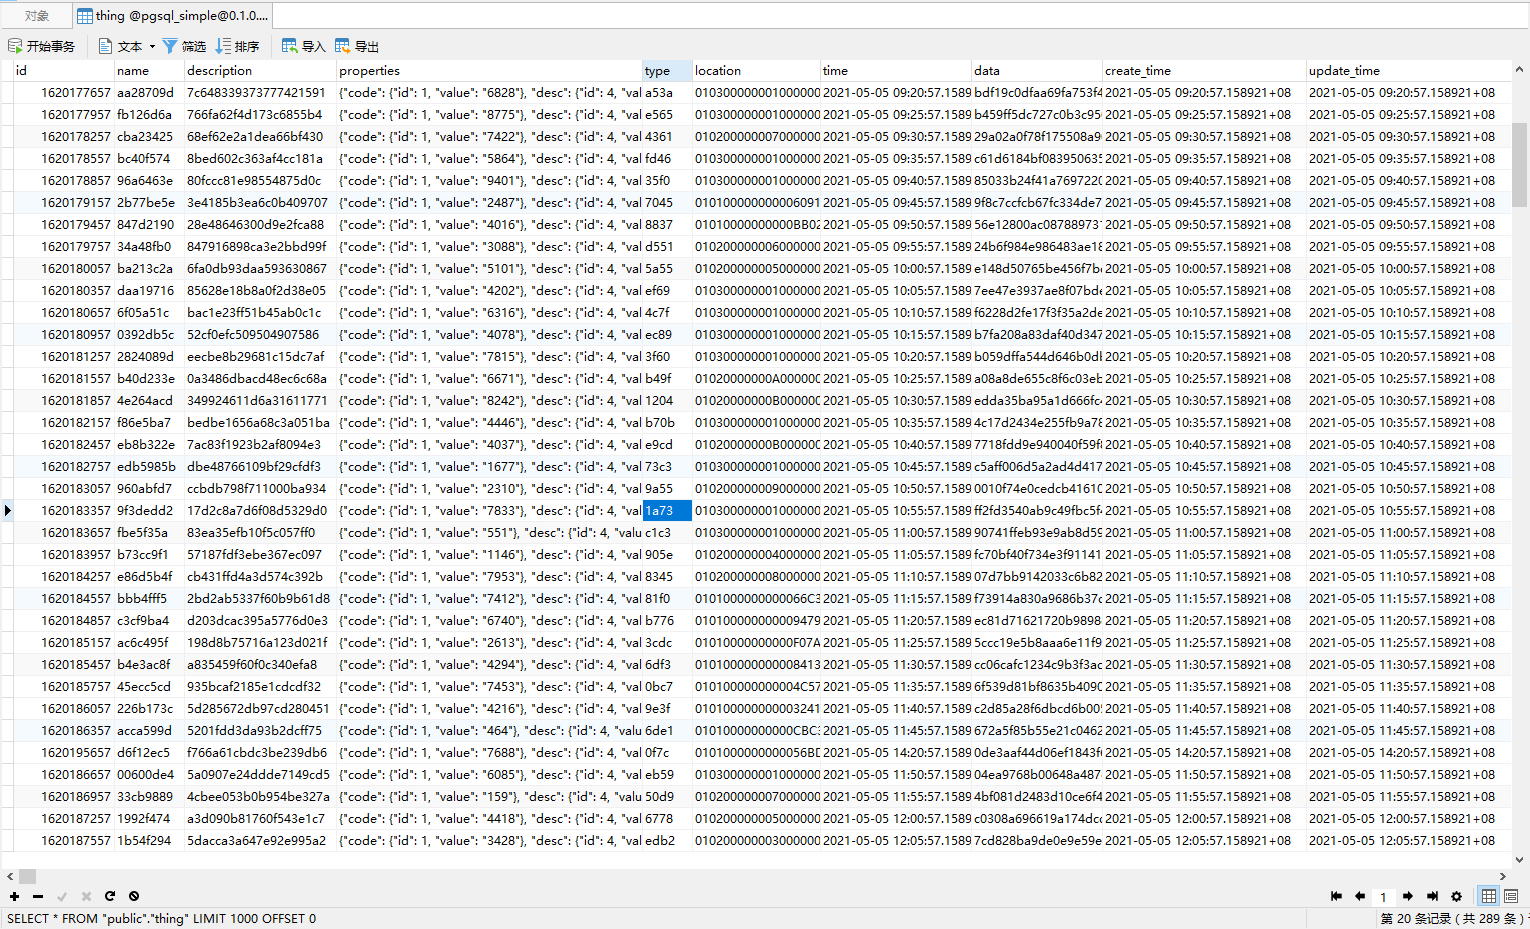 对象 thing @pgsql_simple@0.1.0....
开始事务 文本 筛选 排序 导入 导出
id name description properties type location time data create_time update_time
1620177657 aa28709d 7c648339373777421591 {"code": {"id": 1, "value": "6828"}, "desc": {"id": 4, "val a53a 010300000001000000 2021-05-05 09:20:57.1589 bdf19c0dfaa69fa753f4 2021-05-05 09:20:57.158921+08 2021-05-05 09:20:57.158921+08
1620177957 fb126d6a 766fa62f4d173c6855b4 {"code": {"id": 1, "value": "8775"}, "desc": {"id": 4, "val e565 010300000001000000 2021-05-05 09:25:57.1589 b459ff5dc727c0b3c95 2021-05-05 09:25:57.158921+08 2021-05-05 09:25:57.158921+08
1620178257 cba23425 68ef62e2a1dea66bf430 {"code": {"id": 1, "value": "7422"}, "desc": {"id": 4, "val 4361 010200000007000000 2021-05-05 09:30:57.1589 29a02a0f78f175508a9 2021-05-05 09:30:57.158921+08 2021-05-05 09:30:57.158921+08
1620178557 bc40f574 8bed602c363af4cc181a {"code": {"id": 1, "value": "5864"}, "desc": {"id": 4, "val fd46 010300000001000000 2021-05-05 09:35:57.1589 c61d6184bf083950635 2021-05-05 09:35:57.158921+08 2021-05-05 09:35:57.158921+08
1620178857 96a6463e 80fccc81e98554875d0c {"code": {"id": 1, "value": "9401"}, "desc": {"id": 4, "val 35f0 010300000001000000 2021-05-05 09:40:57.1589 85033b24f41a7697220 2021-05-05 09:40:57.158921+08 2021-05-05 09:40:57.158921+08
1620179157 2b77be5e 3e4185b3ea6c0b409707 {"code": {"id": 1, "value": "2487"}, "desc": {"id": 4, "val 7045 010100000000006091 2021-05-05 09:45:57.1589 9f8c7ccfcb67fc334de7 2021-05-05 09:45:57.158921+08 2021-05-05 09:45:57.158921+08
1620179457 847d2190 28e48646300d9e2fca88 {"code": {"id": 1, "value": "4016"}, "desc": {"id": 4, "val 8837 01010000000000BB02 2021-05-05 09:50:57.1589 56e12800ac087889737 2021-05-05 09:50:57.158921+08 2021-05-05 09:50:57.158921+08
1620179757 34a48fb0 847916898ca3e2bbd99f {"code": {"id": 1, "value": "3088"}, "desc": {"id": 4, "val d551 010200000006000000 2021-05-05 09:55:57.1589 24b6f984e986483ae18 2021-05-05 09:55:57.158921+08 2021-05-05 09:55:57.158921+08
1620180057 ba213c2a 6fa0db93daa593630867 {"code": {"id": 1, "value": "5101"}, "desc": {"id": 4, "val 5a55 010200000005000000 2021-05-05 10:00:57.1589 e148d50765be456f7b 2021-05-05 10:00:57.158921+08 2021-05-05 10:00:57.158921+08
1620180357 daa19716 85628e18b8a0f2d38e05 {"code": {"id": 1, "value": "4202"}, "desc": {"id": 4, "val ef69 010300000001000000 2021-05-05 10:05:57.1589 7ee47e3937ae8f07bde 2021-05-05 10:05:57.158921+08 2021-05-05 10:05:57.158921+08
1620180657 6f05a51c bac1e23ff51b45ab0c1c {"code": {"id": 1, "value": "6316"}, "desc": {"id": 4, "val 4c7f 010300000001000000 2021-05-05 10:10:57.1589 f6228d2fe17f3f35a2de 2021-05-05 10:10:57.158921+08 2021-05-05 10:10:57.158921+08
1620180957 0392db5c 52cf0efc509504907586 {"code": {"id": 1, "value": "4078"}, "desc": {"id": 4, "val ec89 010300000001000000 2021-05-05 10:15:57.1589 b7fa208a83daf40d347 2021-05-05 10:15:57.158921+08 2021-05-05 10:15:57.158921+08
1620181257 2824089d eecbe8b29681c15dc7af {"code": {"id": 1, "value": "7815"}, "desc": {"id": 4, "val 3f60 010300000001000000 2021-05-05 10:20:57.1589 b059dffa544d646b0db 2021-05-05 10:20:57.158921+08 2021-05-05 10:20:57.158921+08
1620181557 b40d233e 0a3486dbacd48ec6c68a {"code": {"id": 1, "value": "6671"}, "desc": {"id": 4, "val b49f 01020000000A000000 2021-05-05 10:25:57.1589 a08a8de655c8f6c03eb 2021-05-05 10:25:57.158921+08 2021-05-05 10:25:57.158921+08
1620181857 4e264acd 349924611d6a31611771 {"code": {"id": 1, "value": "8242"}, "desc": {"id": 4, "val 1204 01020000000B000000 2021-05-05 10:30:57.1589 edda35ba95a1d666fc 2021-05-05 10:30:57.158921+08 2021-05-05 10:30:57.158921+08
1620182157 f86e5ba7 bedbe1656a68c3a051ba {"code": {"id": 1, "value": "4446"}, "desc": {"id": 4, "val b70b 010300000001000000 2021-05-05 10:35:57.1589 4c17d2434e255fb9a78 2021-05-05 10:35:57.158921+08 2021-05-05 10:35:57.158921+08
1620182457 eb8b322e 7ac83f1923b2af8094e3 {"code": {"id": 1, "value": "4037"}, "desc": {"id": 4, "val e9cd 01020000000B000000 2021-05-05 10:40:57.1589 7718fdd9e940040f59f8 2021-05-05 10:40:57.158921+08 2021-05-05 10:40:57.158921+08
1620182757 edb5985b dbe48766109bf29cfdf3 {"code": {"id": 1, "value": "1677"}, "desc": {"id": 4, "val 73c3 010300000001000000 2021-05-05 10:45:57.1589 c5aff006d5a2ad4d417 2021-05-05 10:45:57.158921+08 2021-05-05 10:45:57.158921+08
1620183057 960abfd7 ccbdb798f711000ba934 {"code": {"id": 1, "value": "2310"}, "desc": {"id": 4, "val 9a55 010200000009000000 2021-05-05 10:50:57.1589 0010f74e0cedcb41610 2021-05-05 10:50:57.158921+08 2021-05-05 10:50:57.158921+08
1620183357 9f3dedd2 17d2c8a7d6f08d5329d0 {"code": {"id": 1, "value": "7833"}, "desc": {"id": 4, "val 1a73 010300000001000000 2021-05-05 10:55:57.1589 ff2fd3540ab9c49fbc5f 2021-05-05 10:55:57.158921+08 2021-05-05 10:55:57.158921+08
1620183657 fbe5f35a 83ea35efb10f5c057ff0 {"code": {"id": 1, "value": "551"}, "desc": {"id": 4, "valu c1c3 010300000001000000 2021-05-05 11:00:57.1589 90741ffeb93e9ab8d59 2021-05-05 11:00:57.158921+08 2021-05-05 11:00:57.158921+08
1620183957 b73cc9f1 57187fdf3ebe367ec097 {"code": {"id": 1, "value": "1146"}, "desc": {"id": 4, "val 905e 010200000004000000 2021-05-05 11:05:57.1589 fc70bf40f734e3f91141 2021-05-05 11:05:57.158921+08 2021-05-05 11:05:57.158921+08
1620184257 e86d5b4f cb431ffd4a3d574c392b {"code": {"id": 1, "value": "7953"}, "desc": {"id": 4, "val 8345 010200000008000000 2021-05-05 11:10:57.1589 07d7bb9142033c6b82 2021-05-05 11:10:57.158921+08 2021-05-05 11:10:57.158921+08
1620184557 bbb4fff5 2bd2ab5337f60b9b61d8 {"code": {"id": 1, "value": "7412"}, "desc": {"id": 4, "val 81f0 0101000000000066C3 2021-05-05 11:15:57.1589 f73914a830a9686b37 2021-05-05 11:15:57.158921+08 2021-05-05 11:15:57.158921+08
1620184857 c3cf9ba4 d203dcac395a5776d0e3 {"code": {"id": 1, "value": "6740"}, "desc": {"id": 4, "val b776 010100000000009479 2021-05-05 11:20:57.1589 ec81d71621720b9898 2021-05-05 11:20:57.158921+08 2021-05-05 11:20:57.158921+08
1620185157 ac6c495f 198d8b75716a123d021f {"code": {"id": 1, "value": "2613"}, "desc": {"id": 4, "val 3cdc 01010000000000F07A 2021-05-05 11:25:57.1589 5ccc19e5b8aaa6e11f9 2021-05-05 11:25:57.158921+08 2021-05-05 11:25:57.158921+08
1620185457 b4e3ac8f a835459f60f0c340efa8 {"code": {"id": 1, "value": "4294"}, "desc": {"id": 4, "val 6df3 010100000000008413 2021-05-05 11:30:57.1589 cc06cafc1234c9b3f3ac 2021-05-05 11:30:57.158921+08 2021-05-05 11:30:57.158921+08
1620185757 45ecc5cd 935bcaf2185e1cdcdf32 {"code": {"id": 1, "value": "7453"}, "desc": {"id": 4, "val 0bc7 010100000000004C57 2021-05-05 11:35:57.1589 6f539d81bf8635b4090 2021-05-05 11:35:57.158921+08 2021-05-05 11:35:57.158921+08
1620186057 226b173c 5d285672db97cd280451 {"code": {"id": 1, "value": "4216"}, "desc": {"id": 4, "val 9e3f 010100000000003241 2021-05-05 11:40:57.1589 c2d85a28f6dbcd6b00 2021-05-05 11:40:57.158921+08 2021-05-05 11:40:57.158921+08
1620186357 acca599d 5201fdd3da93b2dcff75 {"code": {"id": 1, "value": "464"}, "desc": {"id": 4, "valu 6de1 01010000000000CBC3 2021-05-05 11:45:57.1589 672a5f85b55e21c0462 2021-05-05 11:45:57.158921+08 2021-05-05 11:45:57.158921+08
1620195657 d6f12ec5 f766a61cbdc3be239db6 {"code": {"id": 1, "value": "7688"}, "desc": {"id": 4, "val 0f7c 0101000000000056BD 2021-05-05 14:20:57.1589 0de3aaf44d06ef1843f 2021-05-05 14:20:57.158921+08 2021-05-05 14:20:57.158921+08
1620186657 00600de4 5a0907e24ddde7149cd5 {"code": {"id": 1, "value": "6085"}, "desc": {"id": 4, "val eb59 010300000001000000 2021-05-05 11:50:57.1589 04ea9768b00648a487 2021-05-05 11:50:57.158921+08 2021-05-05 11:50:57.158921+08
1620186957 33cb9889 4cbee053b0b954be327a {"code": {"id": 1, "value": "159"}, "desc": {"id": 4, "valu 50d9 010200000007000000 2021-05-05 11:55:57.1589 4bf081d2483d10ce6f4 2021-05-05 11:55:57.158921+08 2021-05-05 11:55:57.158921+08
1620187257 1992f474 a3d090b81760f543e1c7 {"code": {"id": 1, "value": "4418"}, "desc": {"id": 4, "val 6778 010200000005000000 2021-05-05 12:00:57.1589 c0308a696619a174dc 2021-05-05 12:00:57.158921+08 2021-05-05 12:00:57.158921+08
1620187557 1b54f294 5dacca3a647e92e995a2 {"code": {"id": 1, "value": "3428"}, "desc": {"id": 4, "val edb2 010200000003000000 2021-05-05 12:05:57.1589 7cd828ba9de0e9e59e 2021-05-05 12:05:57.158921+08 2021-05-05 12:05:57.158921+08
1
SELECT * FROM "public"."thing" LIMIT 1000 OFFSET 0 第 20 条记录 ( 共 289 条 )